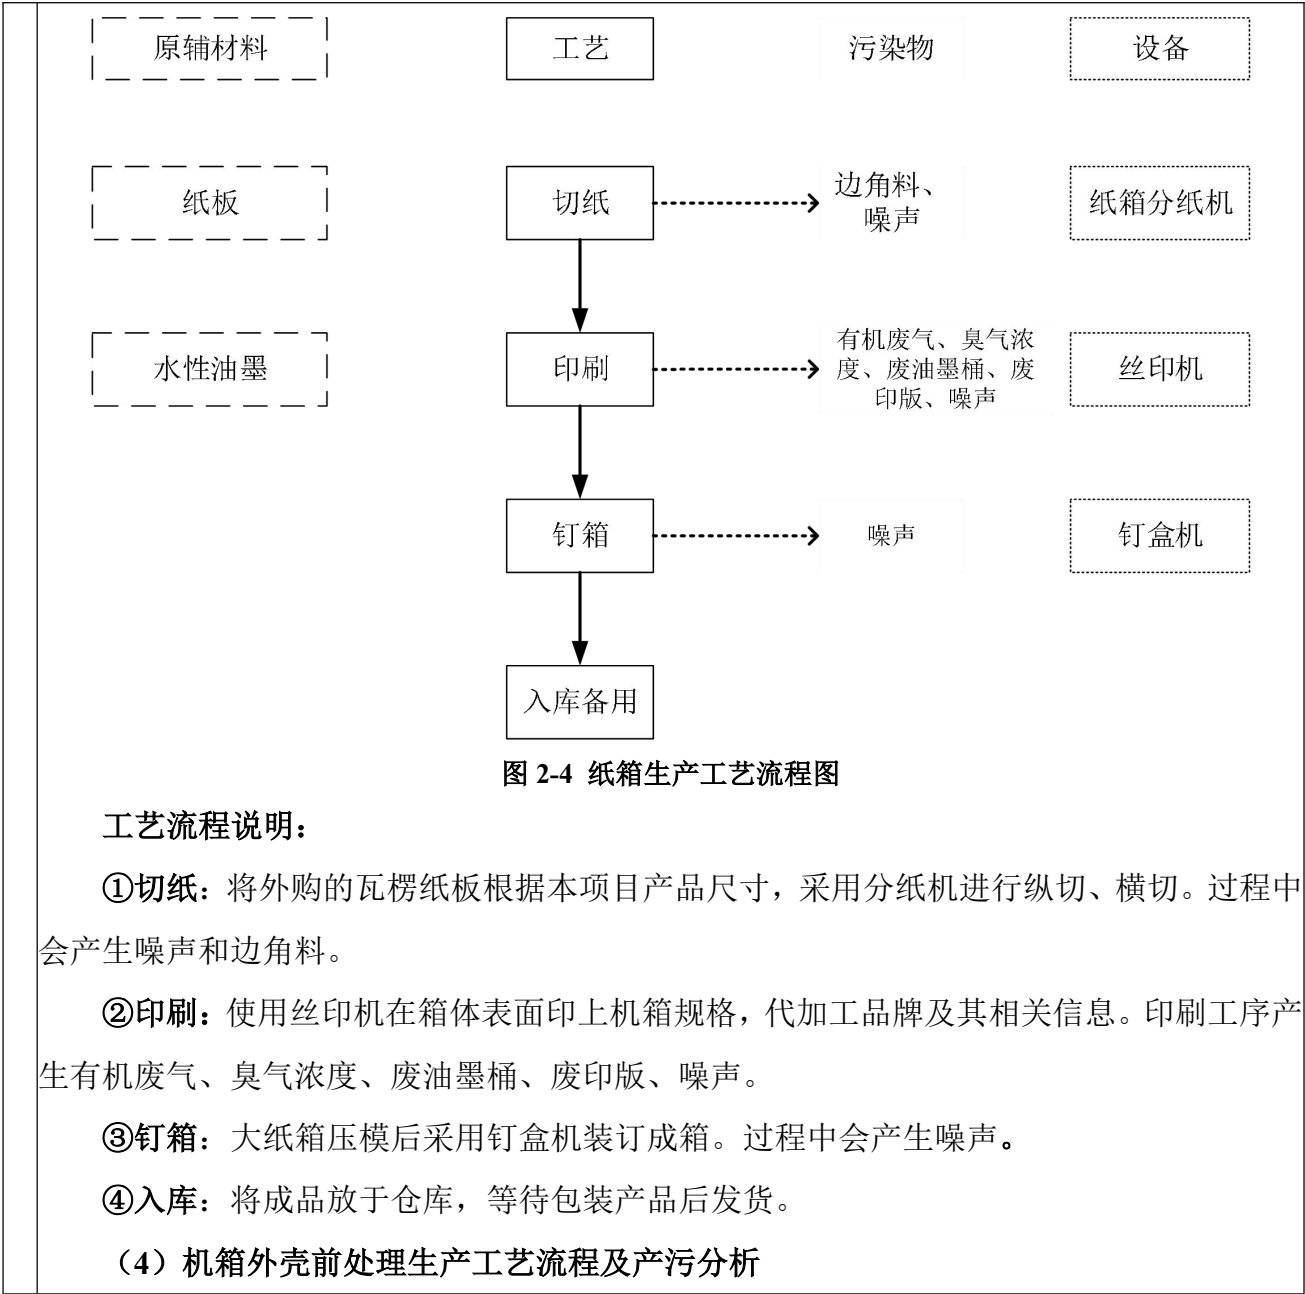 原辅材料 工艺 污染物 设备
纸板 切纸 边角料、
噪声 纸箱分纸机
水性油墨 印刷 有机废气、臭气浓
度、废油墨桶、废
印版、噪声 丝印机
钉箱 噪声 钉盒机
入库备用
图 2-4 纸箱生产工艺流程图
工艺流程说明：
①切纸：将外购的瓦楞纸板根据本项目产品尺寸，采用分纸机进行纵切、横切。过程中
会产生噪声和边角料。
②印刷：使用丝印机在箱体表面印上机箱规格，代加工品牌及其相关信息。印刷工序产
生有机废气、臭气浓度、废油墨桶、废印版、噪声。
③钉箱：大纸箱压模后采用钉盒机装订成箱。过程中会产生噪声。
④入库：将成品放于仓库，等待包装产品后发货。
（4）机箱外壳前处理生产工艺流程及产污分析